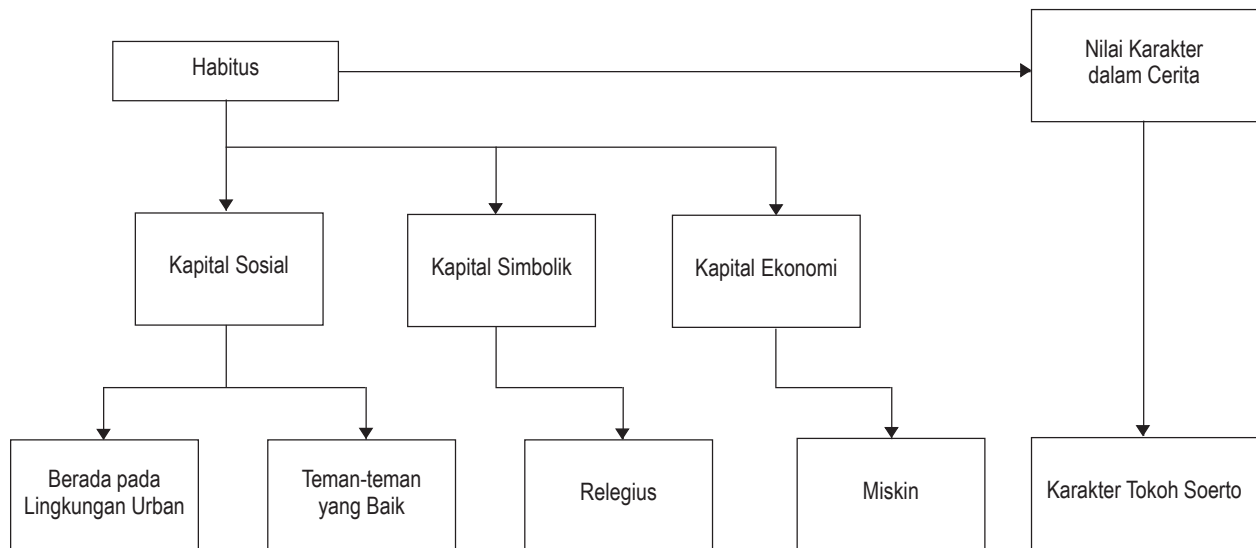 Habitus
Nilai Karakter
dalam Cerita
Kapital Sosial
Kapital Simbolik
Kapital Ekonomi
Berada pada
Lingkungan Urban
Teman-teman
yang Baik
Relegius
Miskin
Karakter Tokoh Soerto